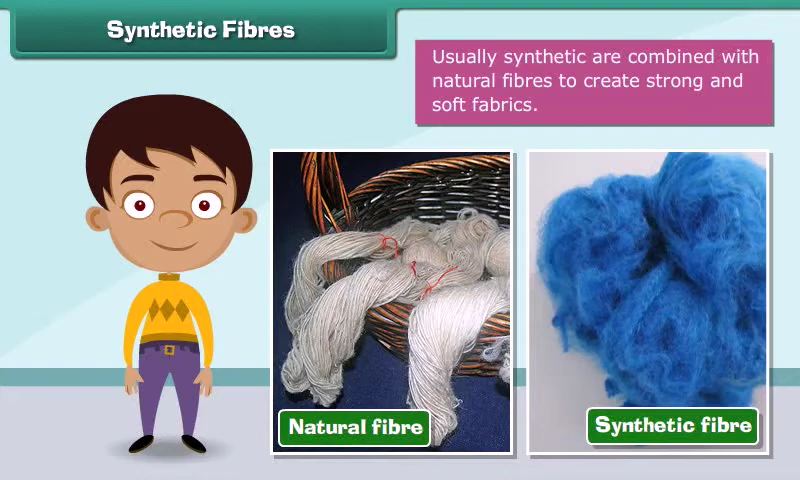 Synthetic Fibres
Usually synthetic are combined with
natural fibres to create strong and
soft fabrics.
Natural fibre
Synthetic fibre